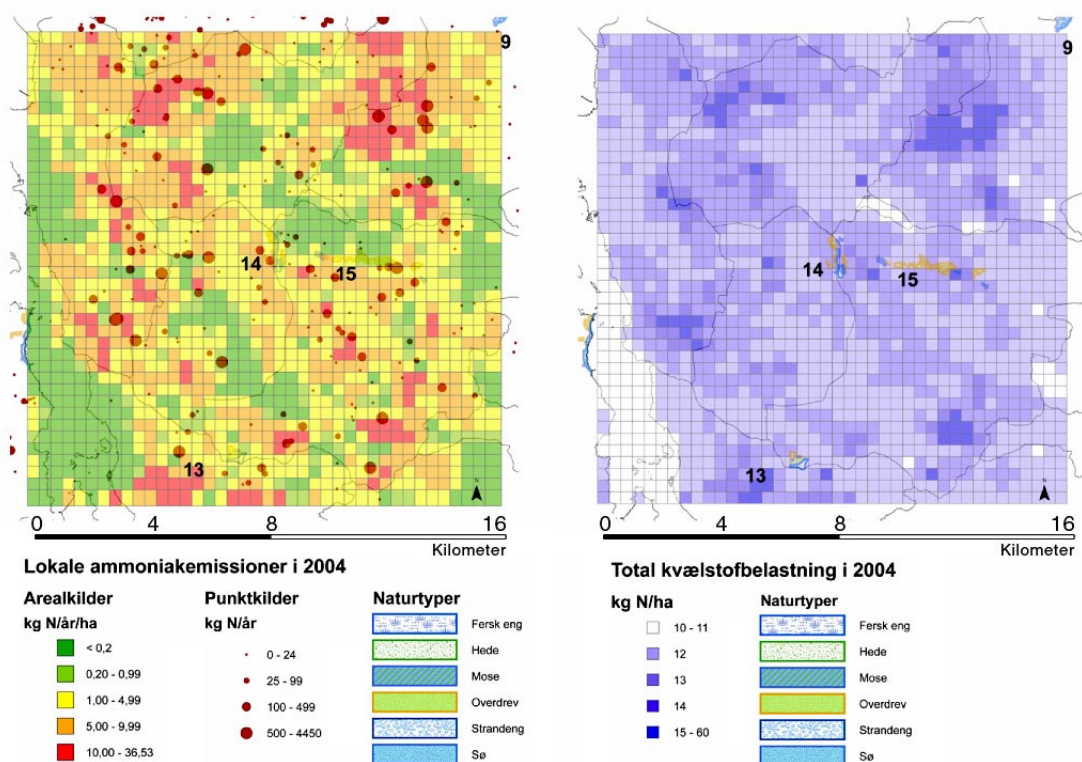 9
14
15
13
N
0 4 8 12 16
Kilometer
Lokale ammoniakemissioner i 2004
Arealkilder
kg N/år/ha
< 0,2
0,20 - 0,99
1,00 - 4,99
5,00 - 9,99
10,00 - 36,53
Punktkilder
kg N/år
0 - 24
25 - 99
100 - 499
500 - 4450
Naturtyper
Fersk eng
Hede
Mose
Overdrev
Strandeng
Sø
9
14
15
13
N
0 4 8 12 16
Kilometer
Total kvælstofbelastning i 2004
kg N/ha
10 - 11
12
13
14
15 - 60
Naturtyper
Fersk eng
Hede
Mose
Overdrev
Strandeng
Sø